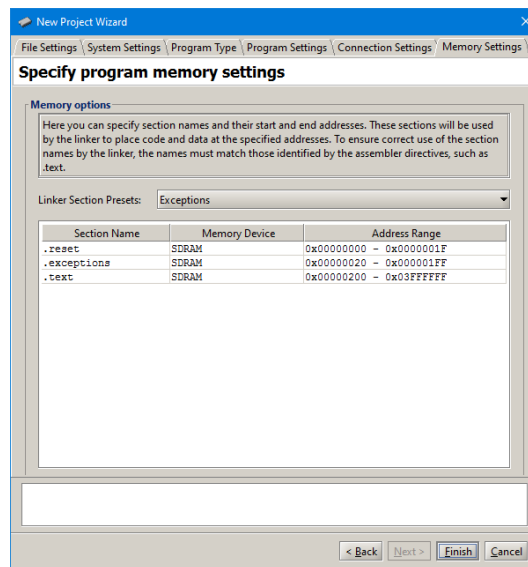 New Project Wizard
File Settings System Settings Program Type Program Settings Connection Settings Memory Settings
Specify program memory settings
Memory options
Here you can specify section names and their start and end addresses. These sections will be used
by the linker to place code and data at the specified addresses. To ensure correct use of the section
names by the linker, the names must match those identified by the assembler directives, such as
.text.
Linker Section Presets: Exceptions
Section Name Memory Device Address Range
.reset SDRAM 0x00000000 - 0x0000001F
.exceptions SDRAM 0x00000020 - 0x000001FF
.text SDRAM 0x00000200 - 0x03FFFFFF
< Back Next > Finish Cancel